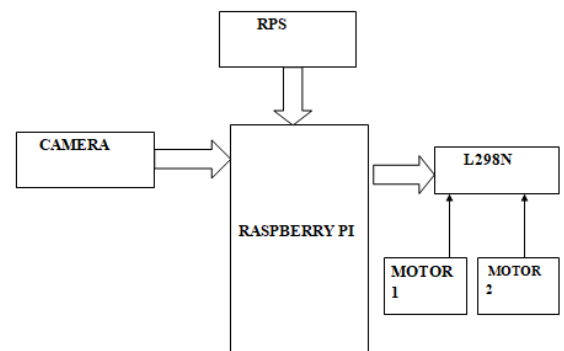 RPS
CAMERA
L298N
RASPBERRY PI
MOTOR
1
MOTOR
2